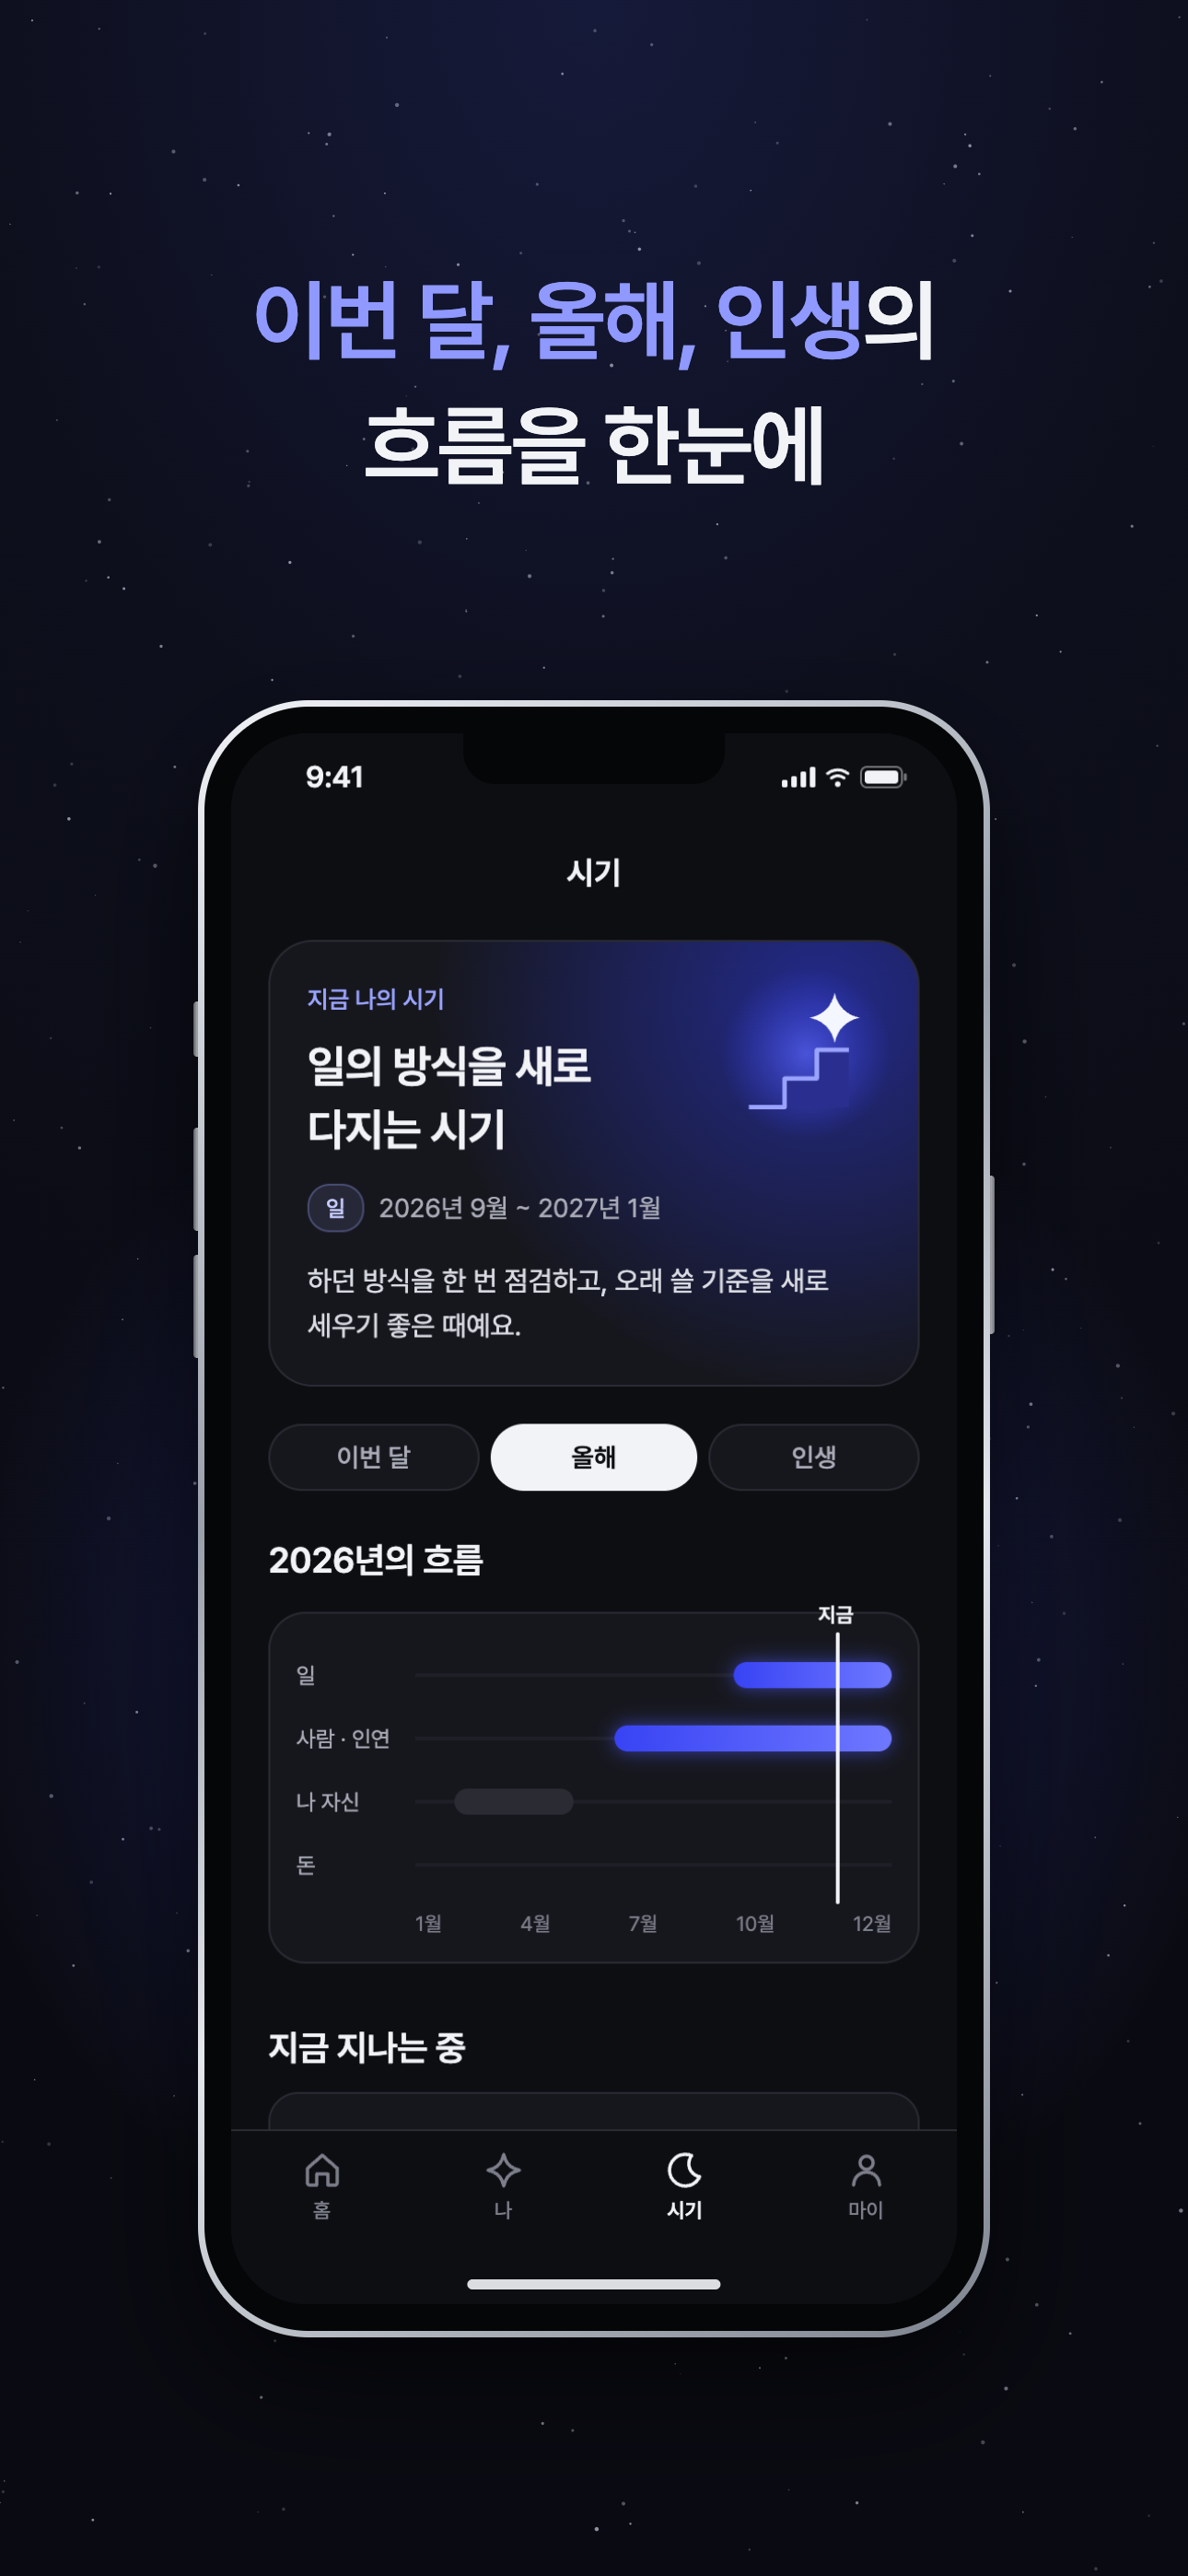 이번 달, 올해, 인생의
흐름을 한눈에
9:41
시기
지금 나의 시기
일의 방식을 새로
다지는 시기
일 2026년 9월 ~ 2027년 1월
하던 방식을 한 번 점검하고, 오래 쓸 기준을 새로
세우기 좋은 때예요.
이번 달 올해 인생
2026년의 흐름
지금
일
사람 · 인연
나 자신
돈
1월 4월 7월 10월 12월
지금 지나는 중
홈 나 시기 마이